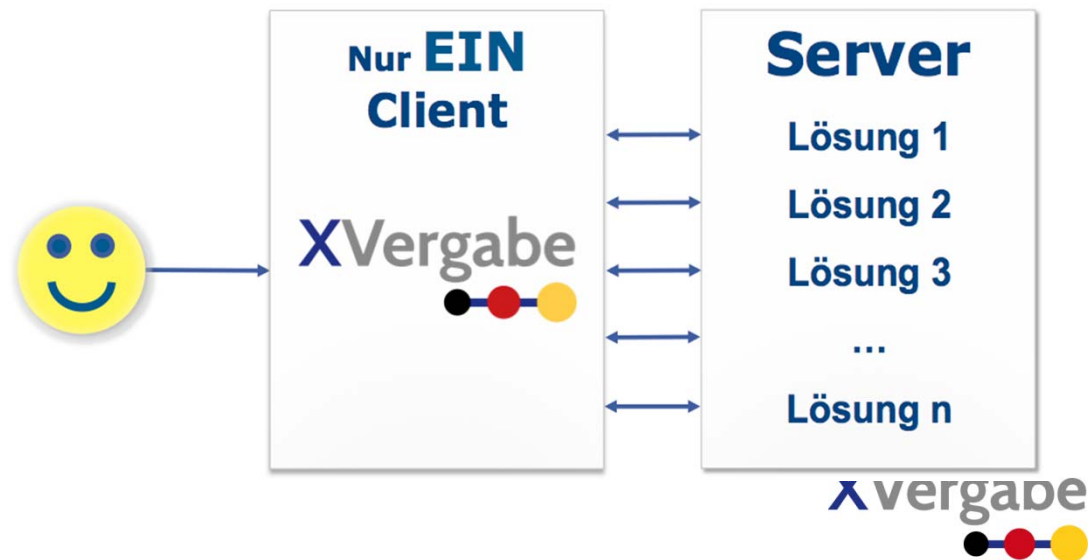 Nur EIN
Client
XVergabe
Server
Lösung 1
Lösung 2
Lösung 3
...
Lösung n
XVergabe